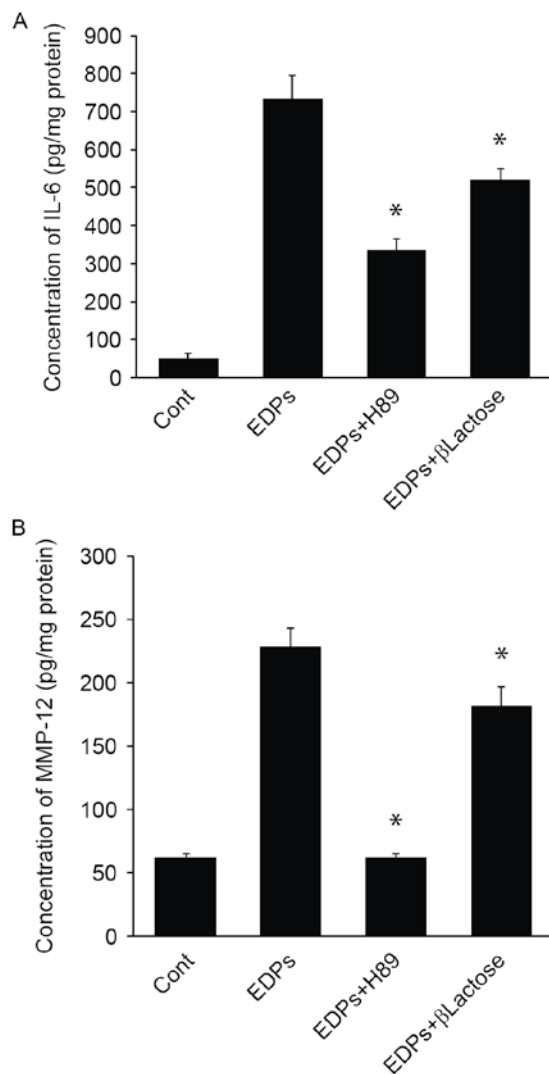 A
Concentration of IL-6 (pg/mg protein)
900
800
700
600
500
400
300
200
100
0
*
*
Cont
EDPs
EDPs+H89
EDPs+βLactose
B
Concentration of MMP-12 (pg/mg protein)
300
250
200
150
100
50
0
*
*
Cont
EDPs
EDPs+H89
EDPs+βLactose